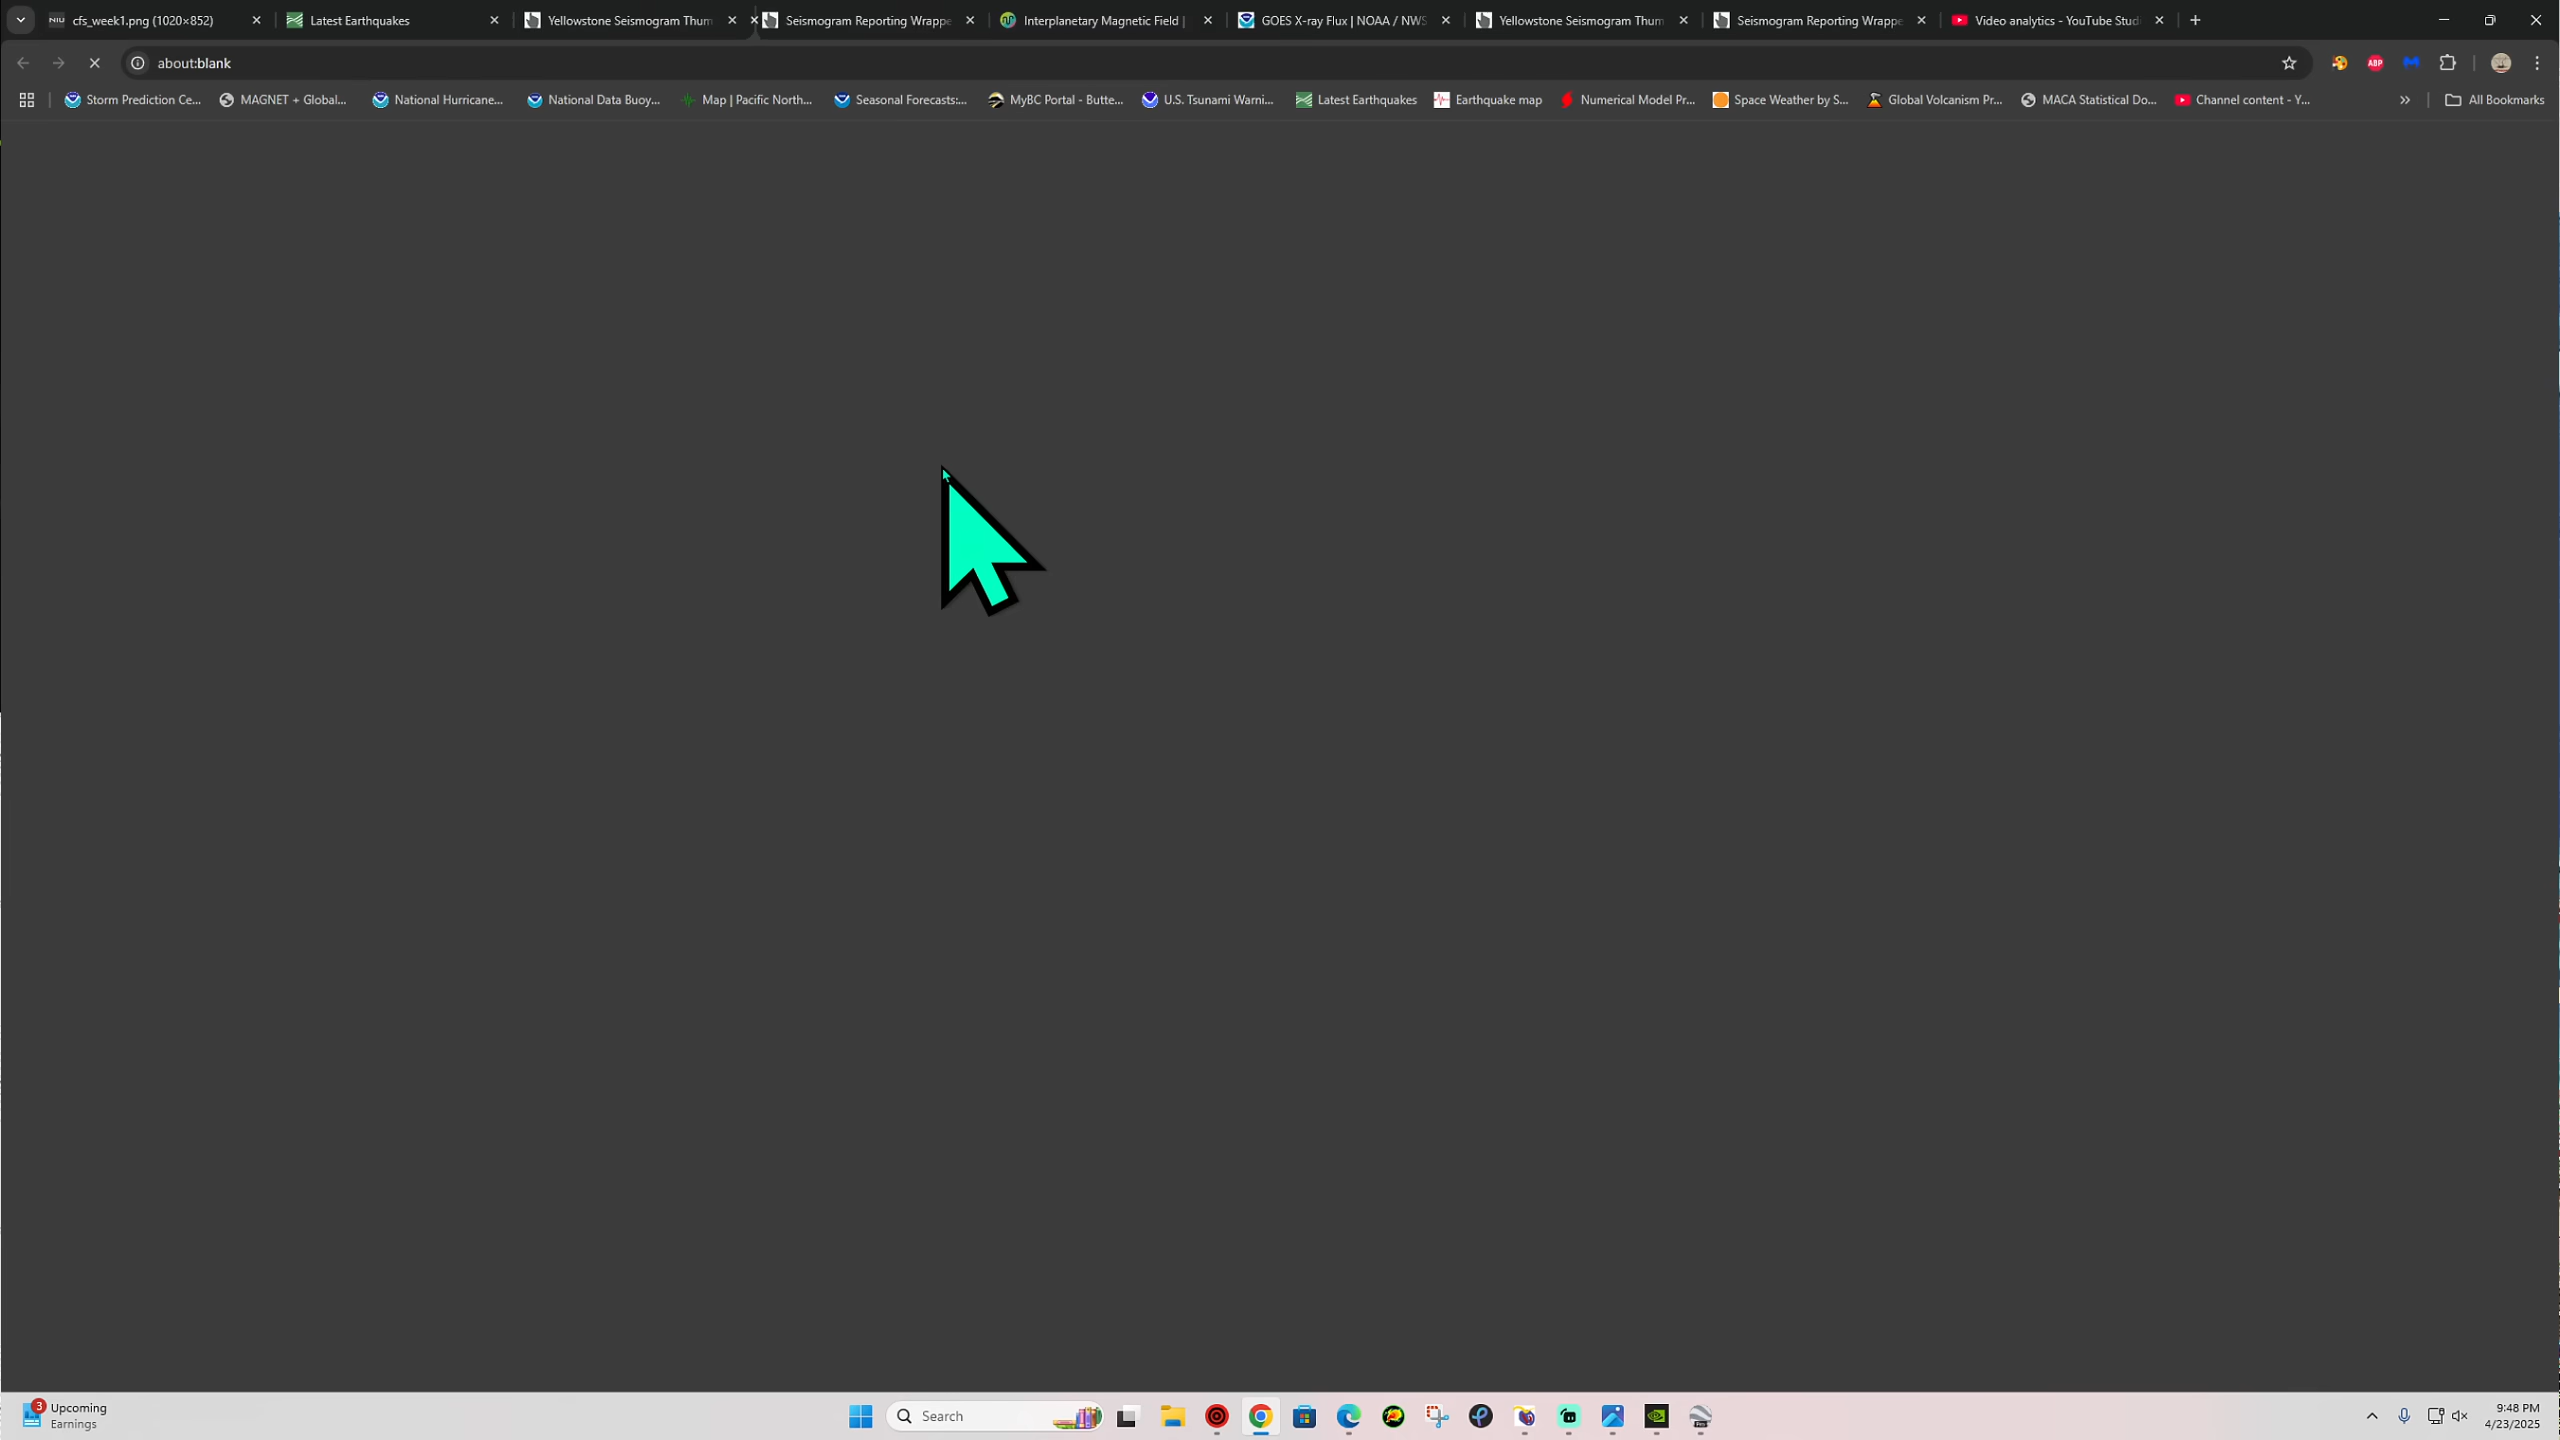 NIU cfs_week1.png (1020×852) Latest Earthquakes Yellowstone Seismogram Thum Seismogram Reporting Wrappe Interplanetary Magnetic Field | GOES X-ray Flux | NOAA / NWS Yellowstone Seismogram Thum Seismogram Reporting Wrappe Video analytics - YouTube Stud
about:blank ABP
Storm Prediction Ce... MAGNET + Global... National Hurricane... National Data Buoy... Map | Pacific North... Seasonal Forecasts:... MyBC Portal - Butte... U.S. Tsunami Warni... Latest Earthquakes Earthquake map Numerical Model Pr... Space Weather by S... Global Volcanism Pr... MACA Statistical Do... Channel content - Y... » All Bookmarks
3 Upcoming
Earnings
Search
9:48 PM
4/23/2025